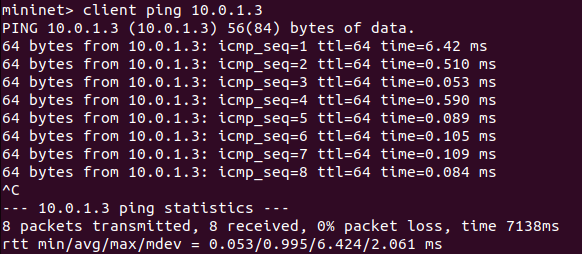 mininet> client ping 10.0.1.3
PING 10.0.1.3 (10.0.1.3) 56(84) bytes of data.
64 bytes from 10.0.1.3: icmp_seq=1 ttl=64 time=6.42 ms
64 bytes from 10.0.1.3: icmp_seq=2 ttl=64 time=0.510 ms
64 bytes from 10.0.1.3: icmp_seq=3 ttl=64 time=0.053 ms
64 bytes from 10.0.1.3: icmp_seq=4 ttl=64 time=0.590 ms
64 bytes from 10.0.1.3: icmp_seq=5 ttl=64 time=0.089 ms
64 bytes from 10.0.1.3: icmp_seq=6 ttl=64 time=0.105 ms
64 bytes from 10.0.1.3: icmp_seq=7 ttl=64 time=0.109 ms
64 bytes from 10.0.1.3: icmp_seq=8 ttl=64 time=0.084 ms
^C
--- 10.0.1.3 ping statistics ---
8 packets transmitted, 8 received, 0% packet loss, time 7138ms
rtt min/avg/max/mdev = 0.053/0.995/6.424/2.061 ms